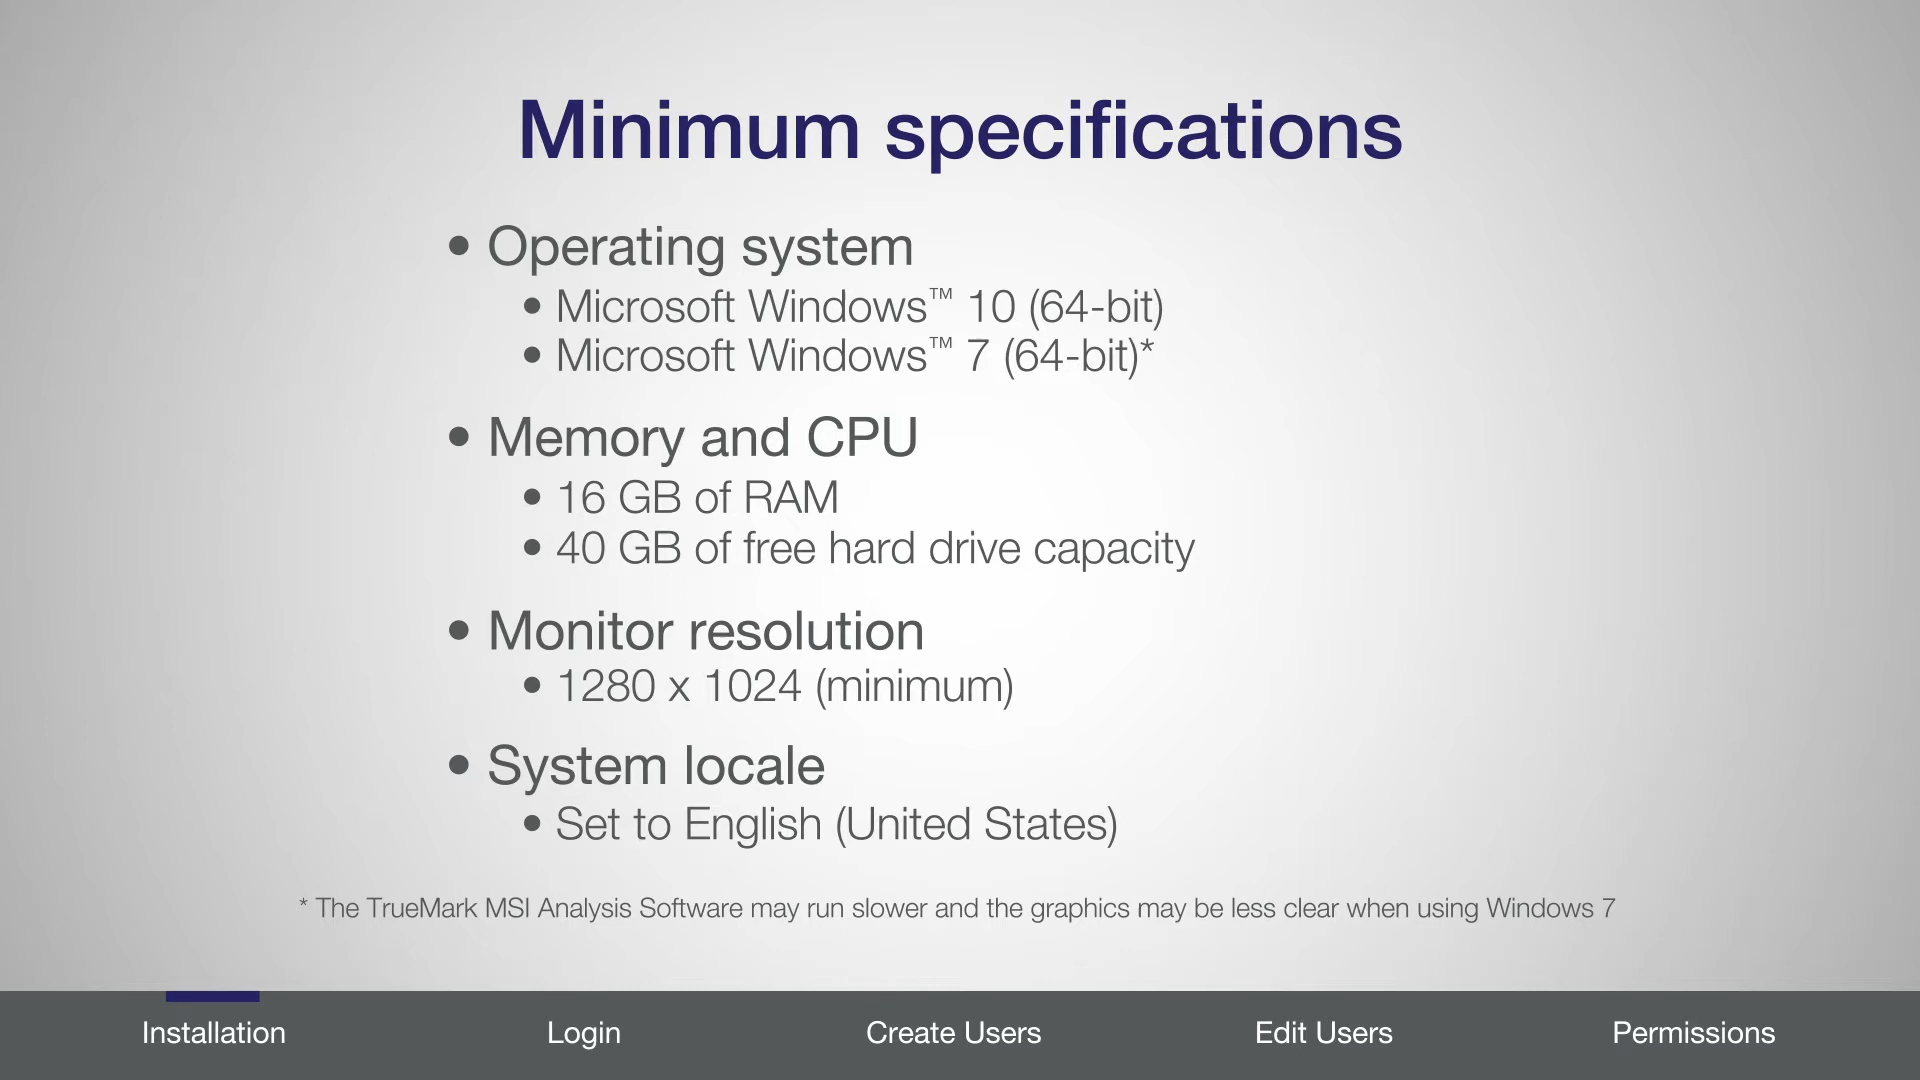 Minimum specifications
• Operating system
• Microsoft Windows™ 10 (64-bit)
• Microsoft Windows™ 7 (64-bit)*
• Memory and CPU
• 16 GB of RAM
• 40 GB of free hard drive capacity
• Monitor resolution
• 1280 x 1024 (minimum)
• System locale
• Set to English (United States)
* The TrueMark MSI Analysis Software may run slower and the graphics may be less clear when using Windows 7
Installation Login Create Users Edit Users Permissions